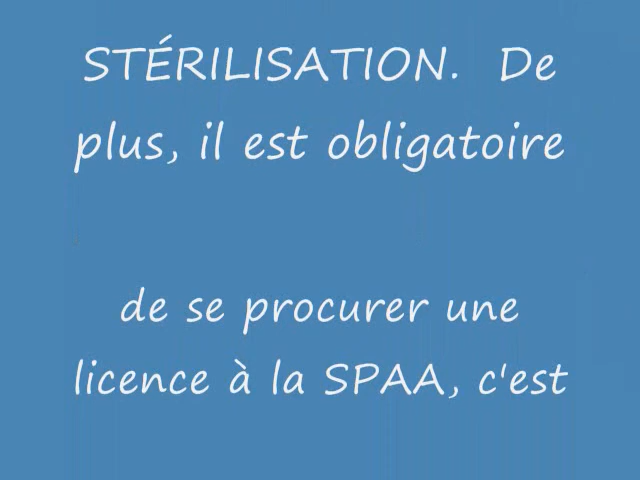 STÉRILISATION. De
plus, il est obligatoire
de se procurer une
licence à la SPAA, c'est